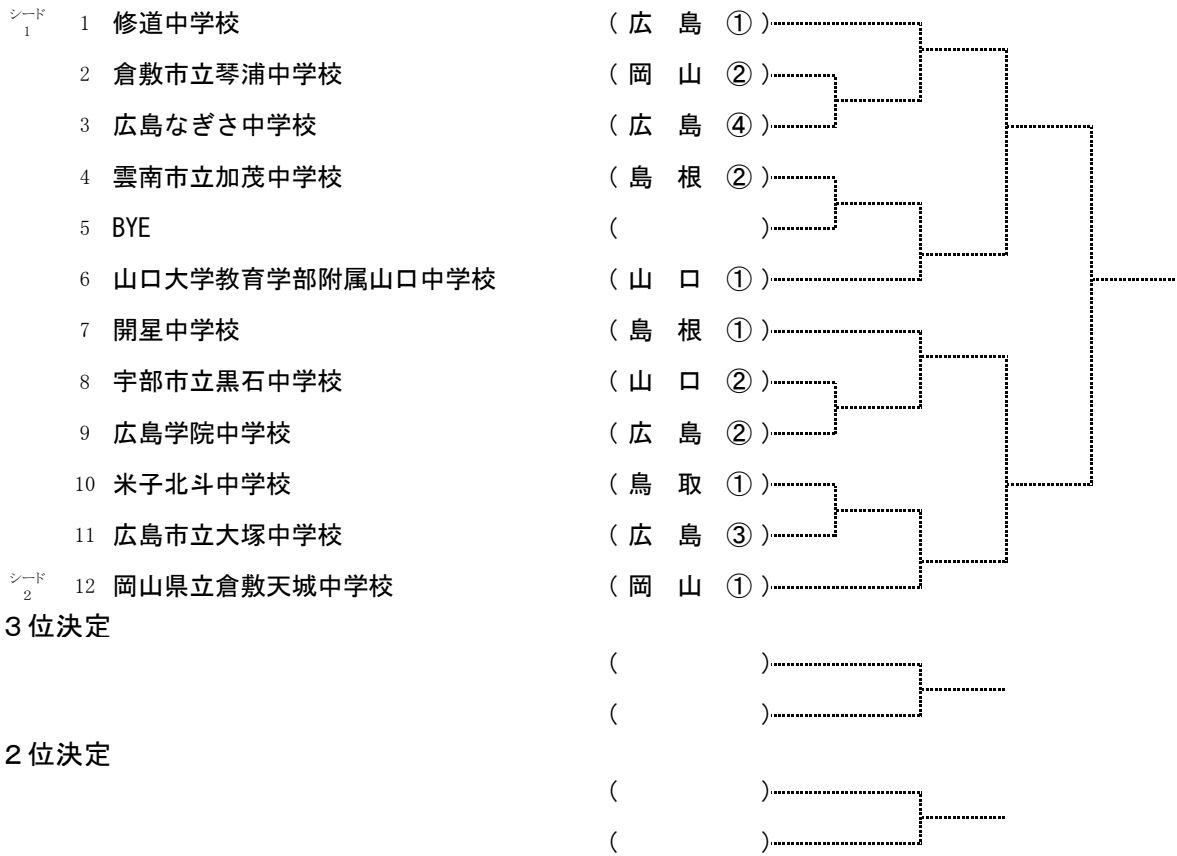 シード1 1 修道中学校 ( 広 島 ① )
2 倉敷市立琴浦中学校 ( 岡 山 ② )
3 広島なぎさ中学校 ( 広 島 ④ )
4 雲南市立加茂中学校 ( 島 根 ② )
5 BYE ( )
6 山口大学教育学部附属山口中学校 ( 山 口 ① )
7 開星中学校 ( 島 根 ① )
8 宇部市立黒石中学校 ( 山 口 ② )
9 広島学院中学校 ( 広 島 ② )
10 米子北斗中学校 ( 鳥 取 ① )
11 広島市立大塚中学校 ( 広 島 ③ )
シード2 12 岡山県立倉敷天城中学校 ( 岡 山 ① )
３位決定
( )
( )
２位決定
( )
( )